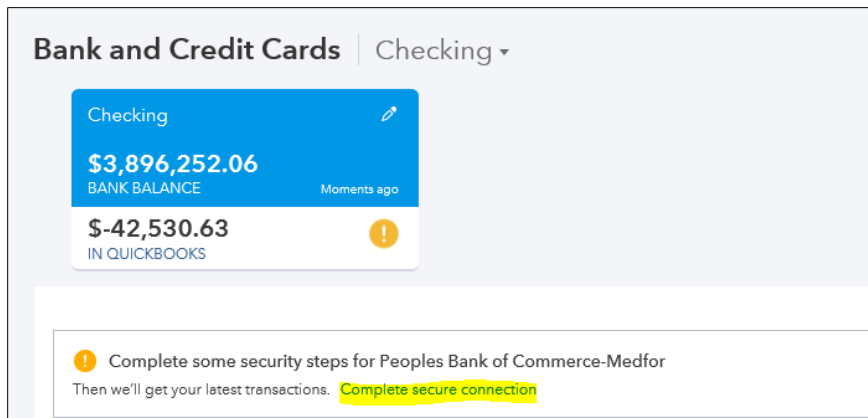 Bank and Credit Cards Checking
Checking
$3,896,252.06
BANK BALANCE Moments ago
$-42,530.63
IN QUICKBOOKS
Complete some security steps for Peoples Bank of Commerce-Medfor
Then we'll get your latest transactions. Complete secure connection